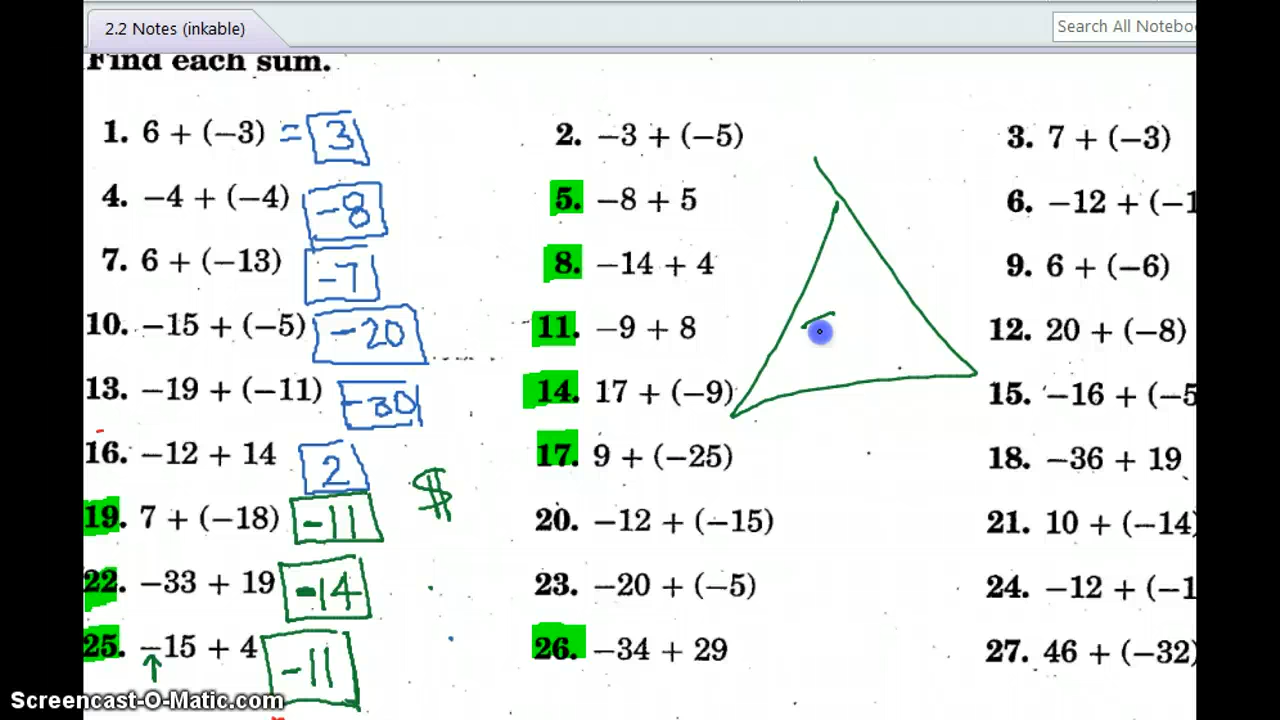 2.2 Notes (inkable)
Search All Notebo
Find each sum.
1. 6 + (−3) = 3
2. −3 + (−5)
3. 7 + (−3)
4. −4 + (−4) -8
5. −8 + 5
6. −12 + (−1
7. 6 + (−13) -7
8. −14 + 4
9. 6 + (−6)
10. −15 + (−5) -20
11. −9 + 8
12. 20 + (−8)
13. −19 + (−11) -30
14. 17 + (−9)
15. −16 + (−5
16. −12 + 14 2
17. 9 + (−25)
18. −36 + 19
19. 7 + (−18) -11 $
20. −12 + (−15)
21. 10 + (−14)
22. −33 + 19 -14
23. −20 + (−5)
24. −12 + (−1
25. −15 + 4 -11
26. −34 + 29
27. 46 + (−32)
Screencast-O-Matic.com